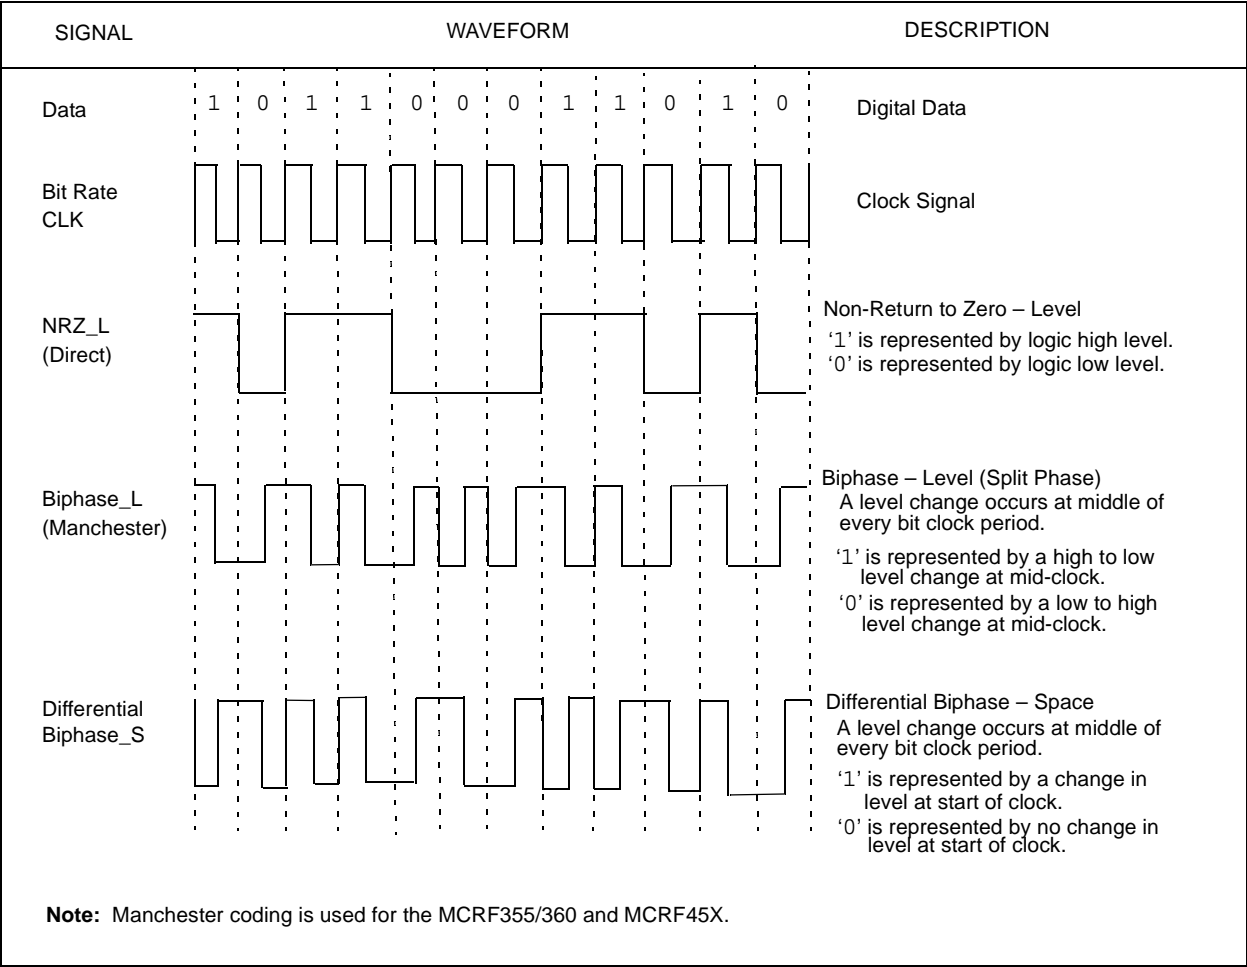 SIGNAL WAVEFORM DESCRIPTION
Data 1 0 1 1 0 0 0 1 1 0 1 0 Digital Data
Bit Rate
CLK
Clock Signal
NRZ_L
(Direct)
Non-Return to Zero – Level
‘1’ is represented by logic high level.
‘0’ is represented by logic low level.
Biphase_L
(Manchester)
Biphase – Level (Split Phase)
A level change occurs at middle of
every bit clock period.
‘1’ is represented by a high to low
level change at mid-clock.
‘0’ is represented by a low to high
level change at mid-clock.
Differential
Biphase_S
Differential Biphase – Space
A level change occurs at middle of
every bit clock period.
‘1’ is represented by a change in
level at start of clock.
‘0’ is represented by no change in
level at start of clock.
Note: Manchester coding is used for the MCRF355/360 and MCRF45X.